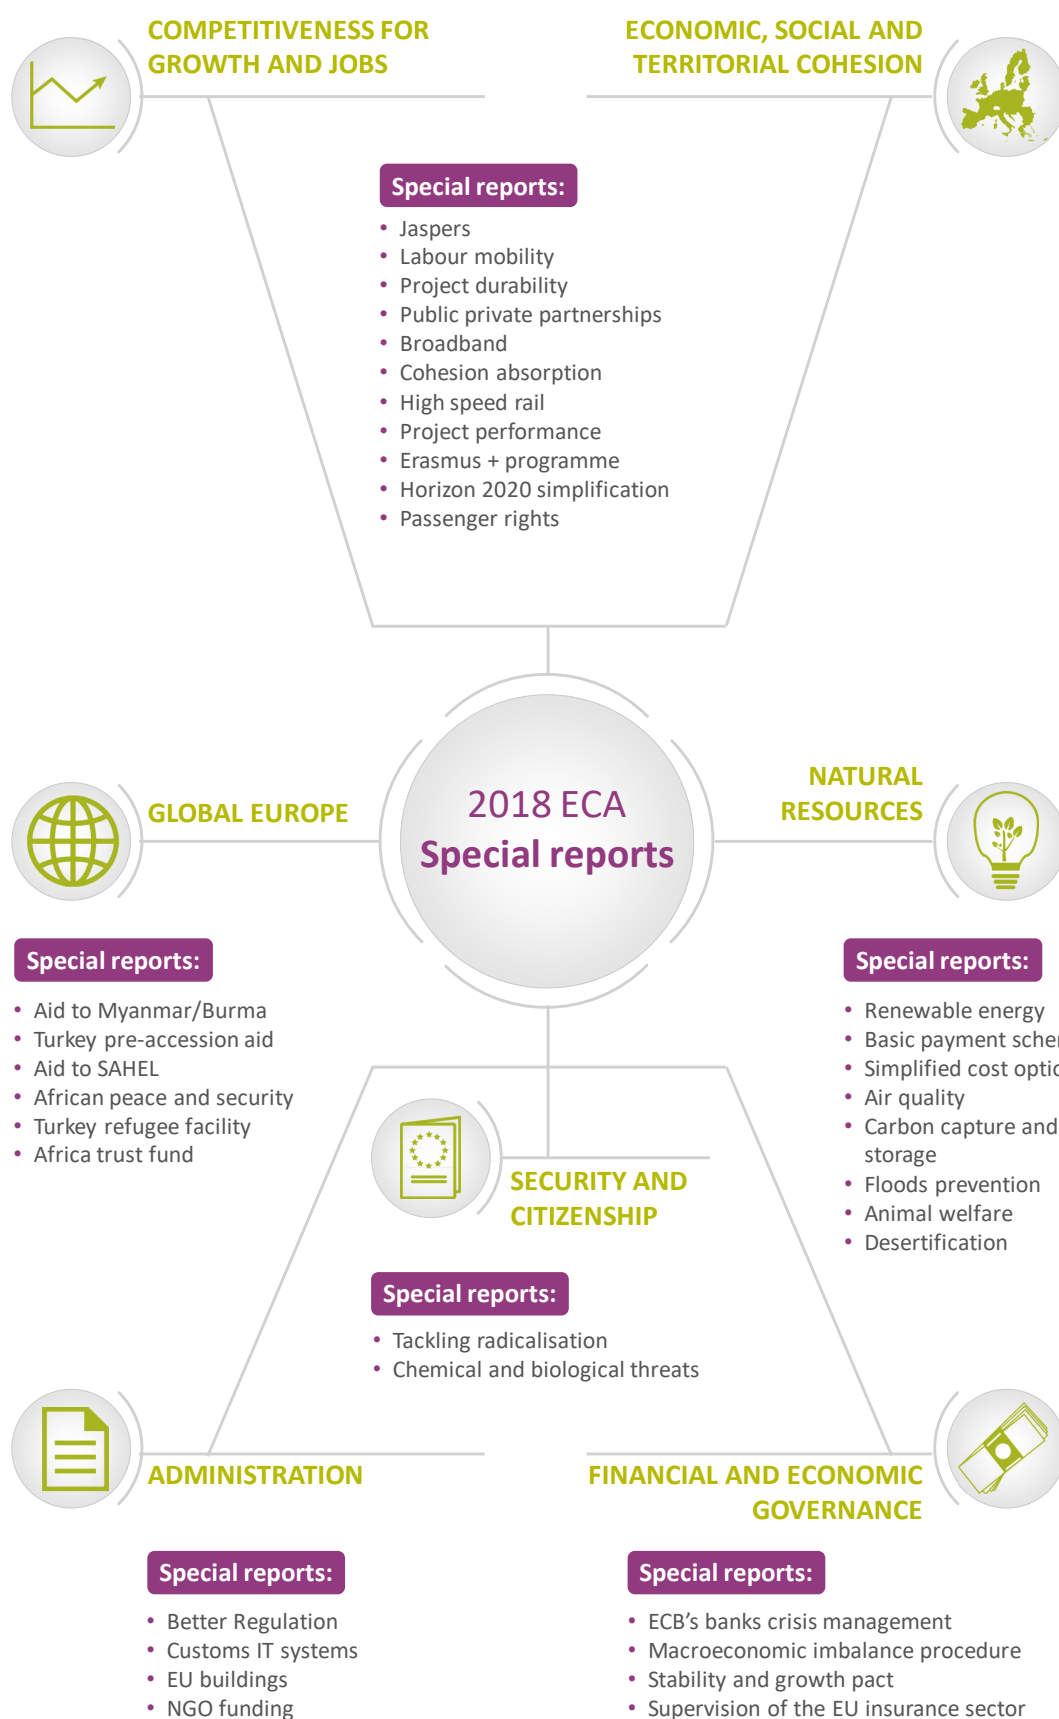 COMPETITIVENESS FOR
GROWTH AND JOBS
ECONOMIC, SOCIAL AND
TERRITORIAL COHESION
Special reports:
• Jaspers
• Labour mobility
• Project durability
• Public private partnerships
• Broadband
• Cohesion absorption
• High speed rail
• Project performance
• Erasmus + programme
• Horizon 2020 simplification
• Passenger rights
2018 ECA
Special reports
GLOBAL EUROPE
Special reports:
• Aid to Myanmar/Burma
• Turkey pre-accession aid
• Aid to SAHEL
• African peace and security
• Turkey refugee facility
• Africa trust fund
NATURAL
RESOURCES
Special reports:
• Renewable energy
• Basic payment
• Simplified cost
• Air quality
• Carbon capture and
storage
• Floods prevention
• Animal welfare
• Desertification
SECURITY AND
CITIZENSHIP
Special reports:
• Tackling radicalisation
• Chemical and biological threats
ADMINISTRATION
Special reports:
• Better Regulation
• Customs IT systems
• EU buildings
• NGO funding
FINANCIAL AND ECONOMIC
GOVERNANCE
Special reports:
• ECB’s banks crisis management
• Macroeconomic imbalance procedure
• Stability and growth pact
• Supervision of the EU insurance sector